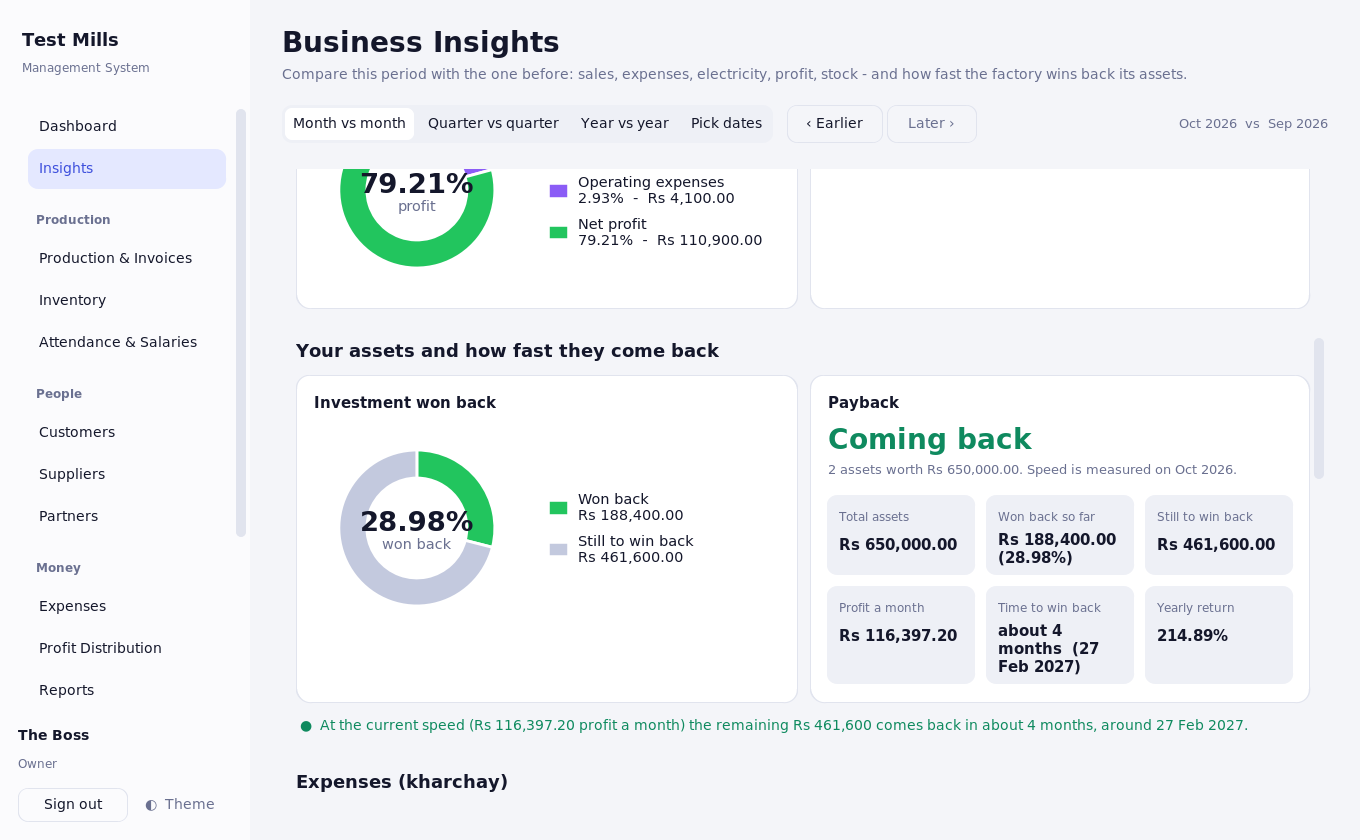 Test Mills
Management System
Dashboard
Insights
Production
Production & Invoices
Inventory
Attendance & Salaries
People
Customers
Suppliers
Partners
Money
Expenses
Profit Distribution
Reports
The Boss
Owner
Sign out
◐ Theme
Business Insights
Compare this period with the one before: sales, expenses, electricity, profit, stock - and how fast the factory wins back its assets.
Month vs month
Quarter vs quarter
Year vs year
Pick dates
‹ Earlier
Later ›
Oct 2026 vs Sep 2026
79.21%
profit
Operating expenses
2.93% - Rs 4,100.00
Net profit
79.21% - Rs 110,900.00
Your assets and how fast they come back
Investment won back
28.98%
won back
Won back
Rs 188,400.00
Still to win back
Rs 461,600.00
Payback
Coming back
2 assets worth Rs 650,000.00. Speed is measured on Oct 2026.
Total assets
Rs 650,000.00
Won back so far
Rs 188,400.00
(28.98%)
Still to win back
Rs 461,600.00
Profit a month
Rs 116,397.20
Time to win back
about 4
months (27
Feb 2027)
Yearly return
214.89%
● At the current speed (Rs 116,397.20 profit a month) the remaining Rs 461,600 comes back in about 4 months, around 27 Feb 2027.
Expenses (kharchay)